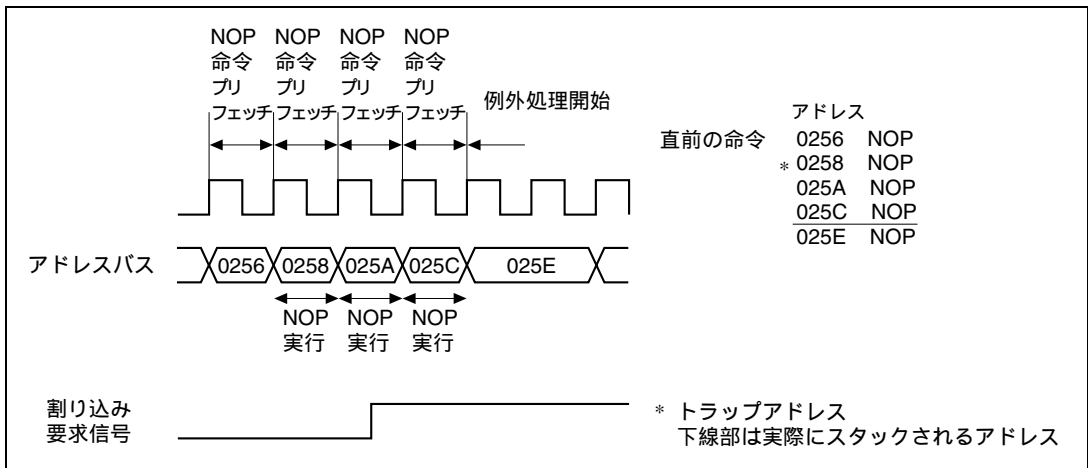 NOP NOP NOP NOP
命令 命令 命令 命令
プリ プリ プリ プリ
フェッチ フェッチ フェッチ フェッチ 例外処理開始
アドレス
直前の命令 0256 NOP
* 0258 NOP
025A NOP
025C NOP
025E NOP
アドレスバス 0256 0258 025A 025C 025E
NOP NOP NOP
実行 実行 実行
割り込み
要求信号
* トラップアドレス
下線部は実際にスタックされるアドレス